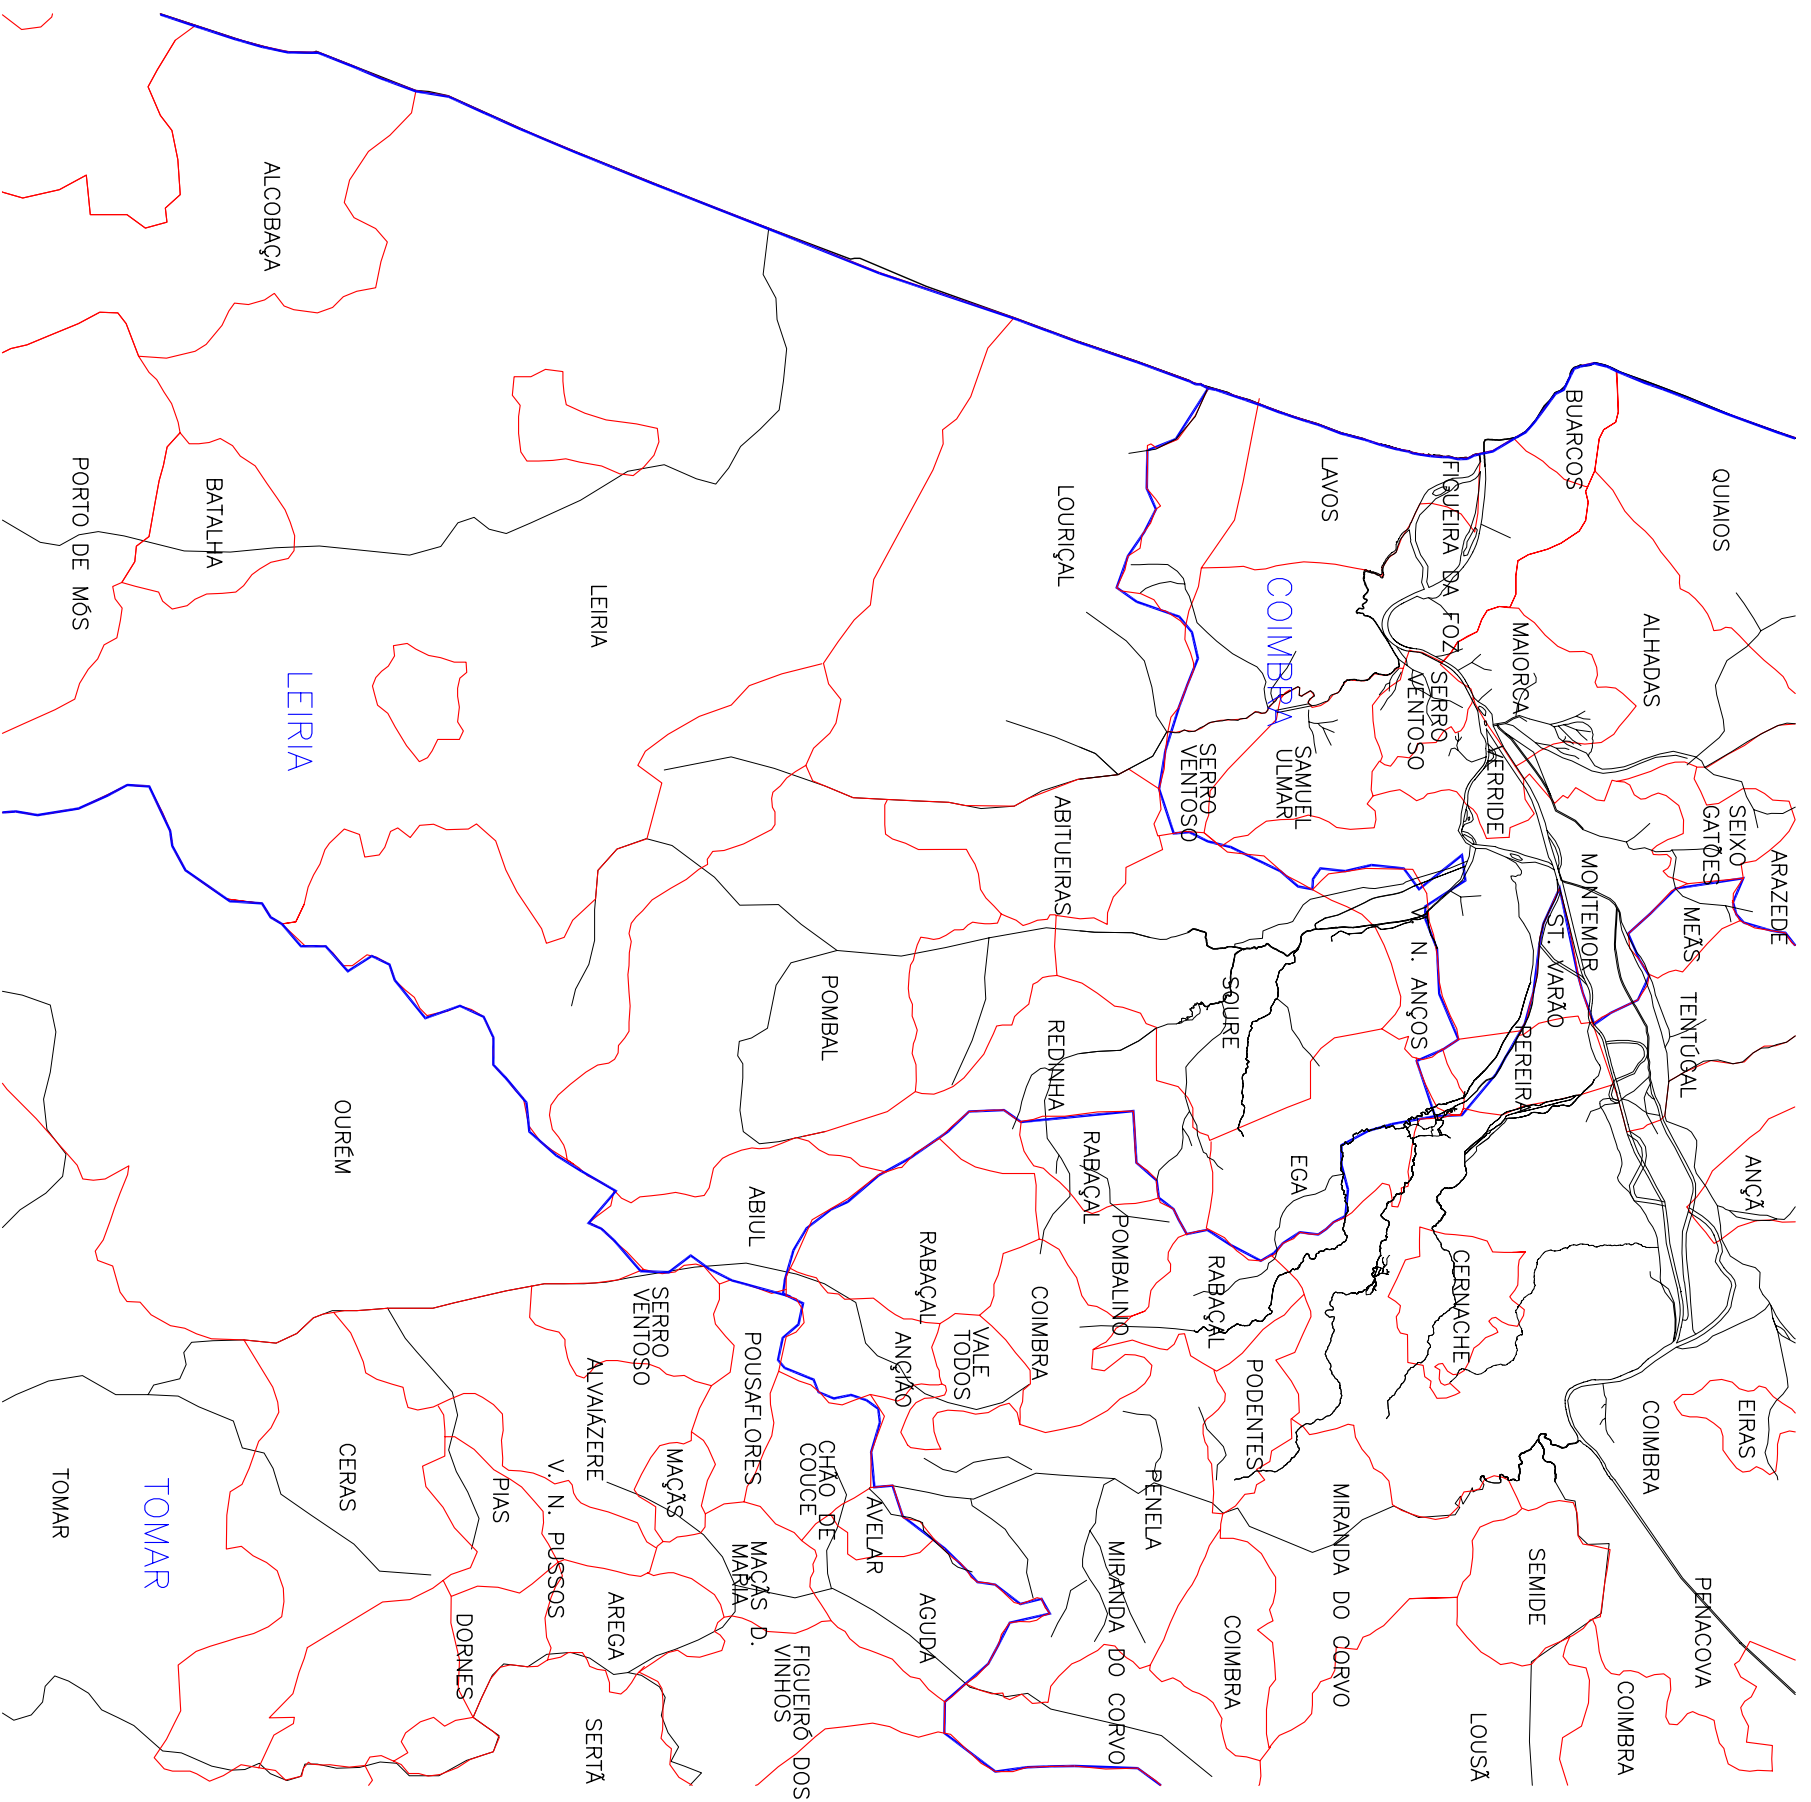 QUIAIOS
BUARCOS
ALHADAS
FIGUEIRA DA FOZ
LAVOS
MAIORCA
COIMBRA
LOURIÇAL
SERRO
VENTOSO
VERRIDE
SAMUEL
ULMAR
SERRO
VENTOSO
SEIXO
GATÕES
ARAZEDE
MEÃS
MONTEMOR
ST. VARÃO
TENTÚGAL
PEREIRA
N. ANÇOS
SOURE
ABITUEIRAS
REDINHA
POMBAL
ANÇÃ
EGA
RABAÇAL
POMBALINO
RABAÇAL
CERNACHE
COIMBRA
RABAÇAL
VALE
TODOS
ANCIÃO
ABIUL
PODENTES
EIRAS
COIMBRA
PENELA
MIRANDA DO CORVO
MIRANDA DO CORVO
SEMIDE
PENACOVA
COIMBRA
COIMBRA
LOUSÃ
ALCOBAÇA
BATALHA
PORTO DE MÓS
LEIRIA
LEIRIA
OURÉM
SERRO
VENTOSO
ALVAIÁZERE
POUSAFLORES
MAÇÃS
CHÃO DE
COUCE
AVELAR
MAÇÃS D.
MARIA
AGUDA
V. N. PUSSOS
PIAS
CERAS
TOMAR
TOMAR
AREGA
DORNES
SERTÃ
FIGUEIRÓ DOS
VINHOS